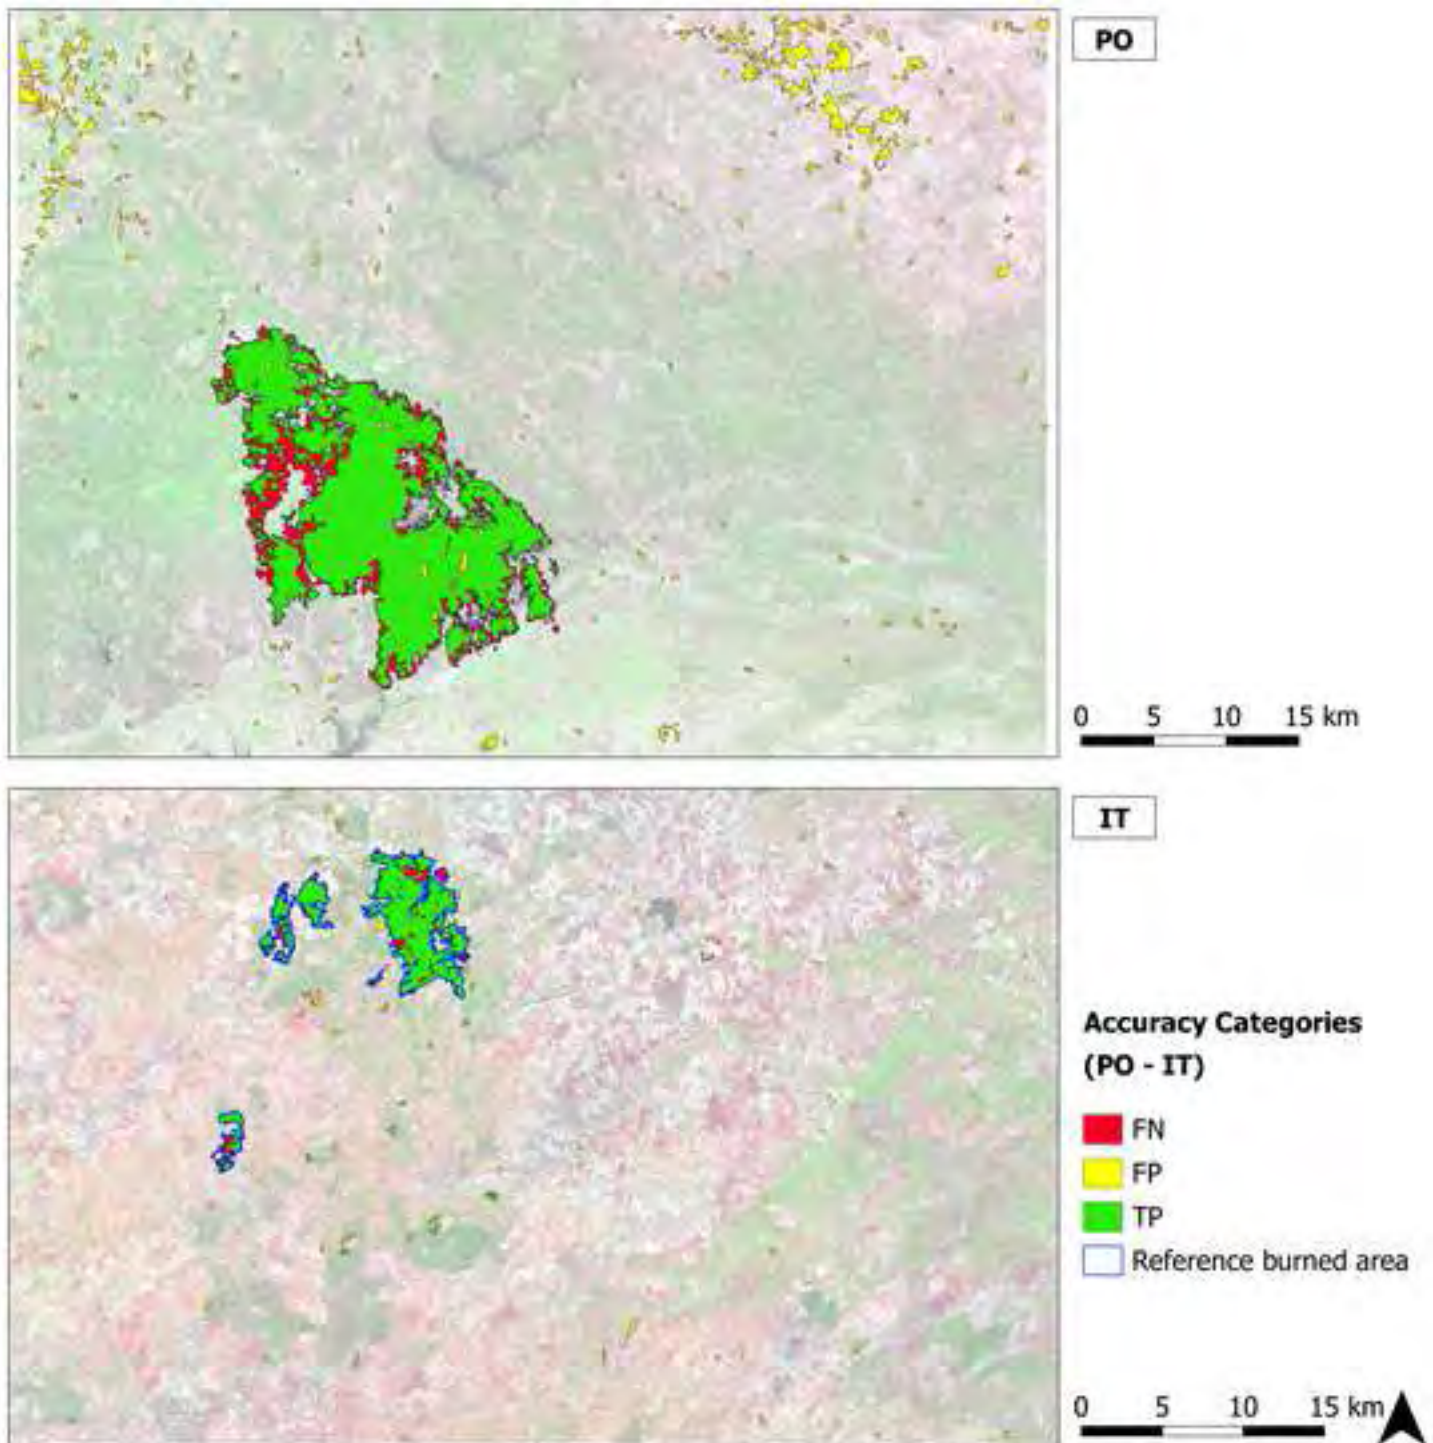 PO
0 5 10 15 km
IT
Accuracy Categories
(PO - IT)
FN
FP
TP
Reference burned area
0 5 10 15 km